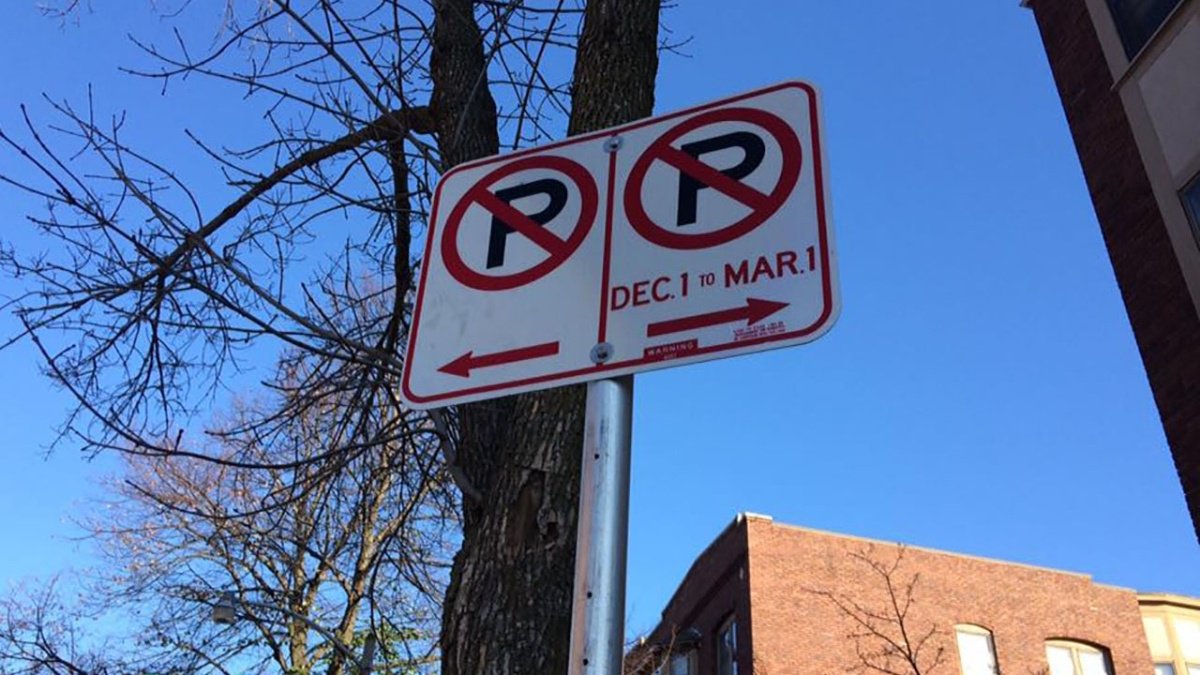 P P
DEC. 1 TO MAR. 1
WARNING